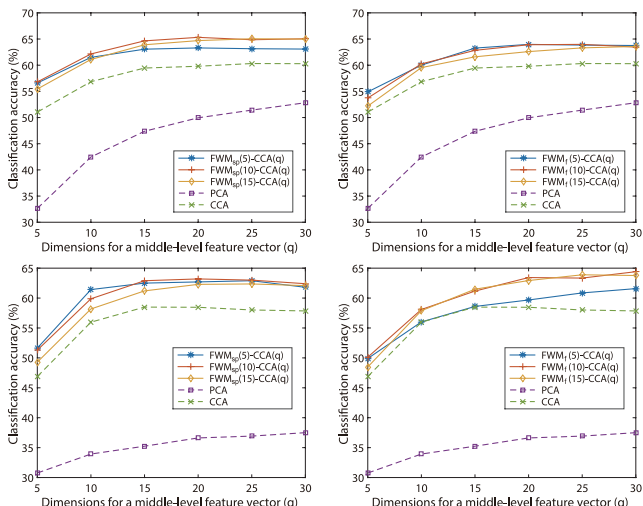 Classification accuracy (%)
70
65
60
55
50
45
40
35
30
5 10 15 20 25 30
Dimensions for a middle-level feature vector (q)
FWMsp(5)-CCA(q)
FWMsp(10)-CCA(q)
FWMsp(15)-CCA(q)
PCA
CCA
Classification accuracy (%)
70
65
60
55
50
45
40
35
30
5 10 15 20 25 30
Dimensions for a middle-level feature vector (q)
FWMf(5)-CCA(q)
FWMf(10)-CCA(q)
FWMf(15)-CCA(q)
PCA
CCA
Classification accuracy (%)
65
60
55
50
45
40
35
30
5 10 15 20 25 30
Dimensions for a middle-level feature vector (q)
FWMsp(5)-CCA(q)
FWMsp(10)-CCA(q)
FWMsp(15)-CCA(q)
PCA
CCA
Classification accuracy (%)
65
60
55
50
45
40
35
30
5 10 15 20 25 30
Dimensions for a middle-level feature vector (q)
FWMf(5)-CCA(q)
FWMf(10)-CCA(q)
FWMf(15)-CCA(q)
PCA
CCA